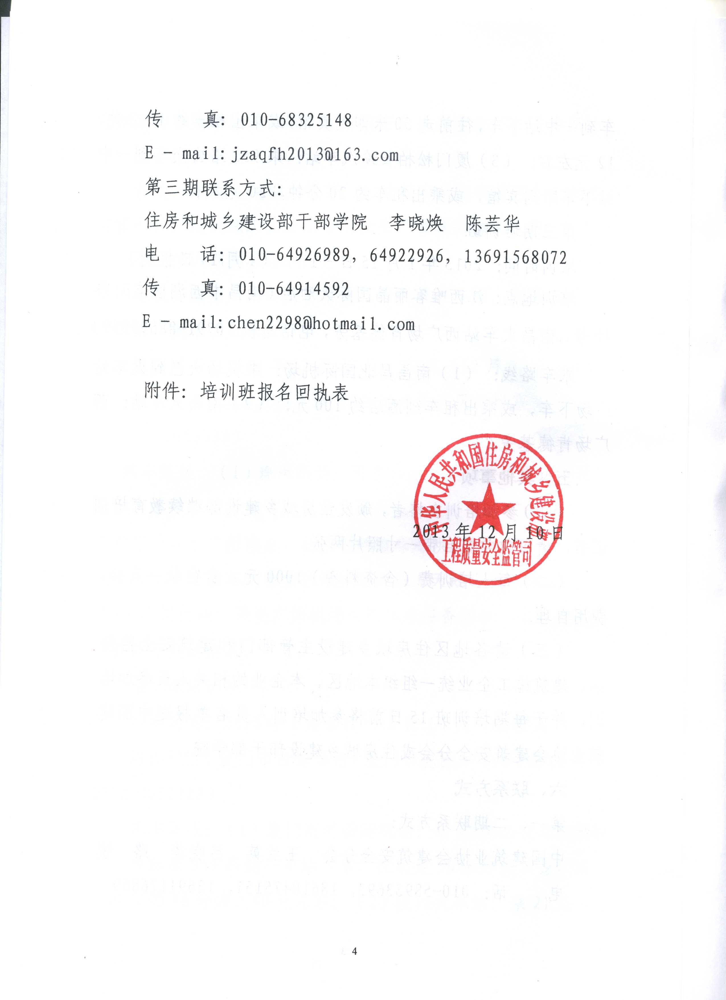 传　　真：010-68325148
E - mail:jzaqfh2013@163.com
第三期联系方式：
住房和城乡建设部干部学院　李晓焕　陈芸华
电　　话：010-64926989，64922926，13691568072
传　　真：010-64914592
E - mail:chen2298@hotmail.com
附件：培训班报名回执表
中华人民共和国住房和城乡建设部
2013 年 12 月 10 日
工程质量安全监管司
4